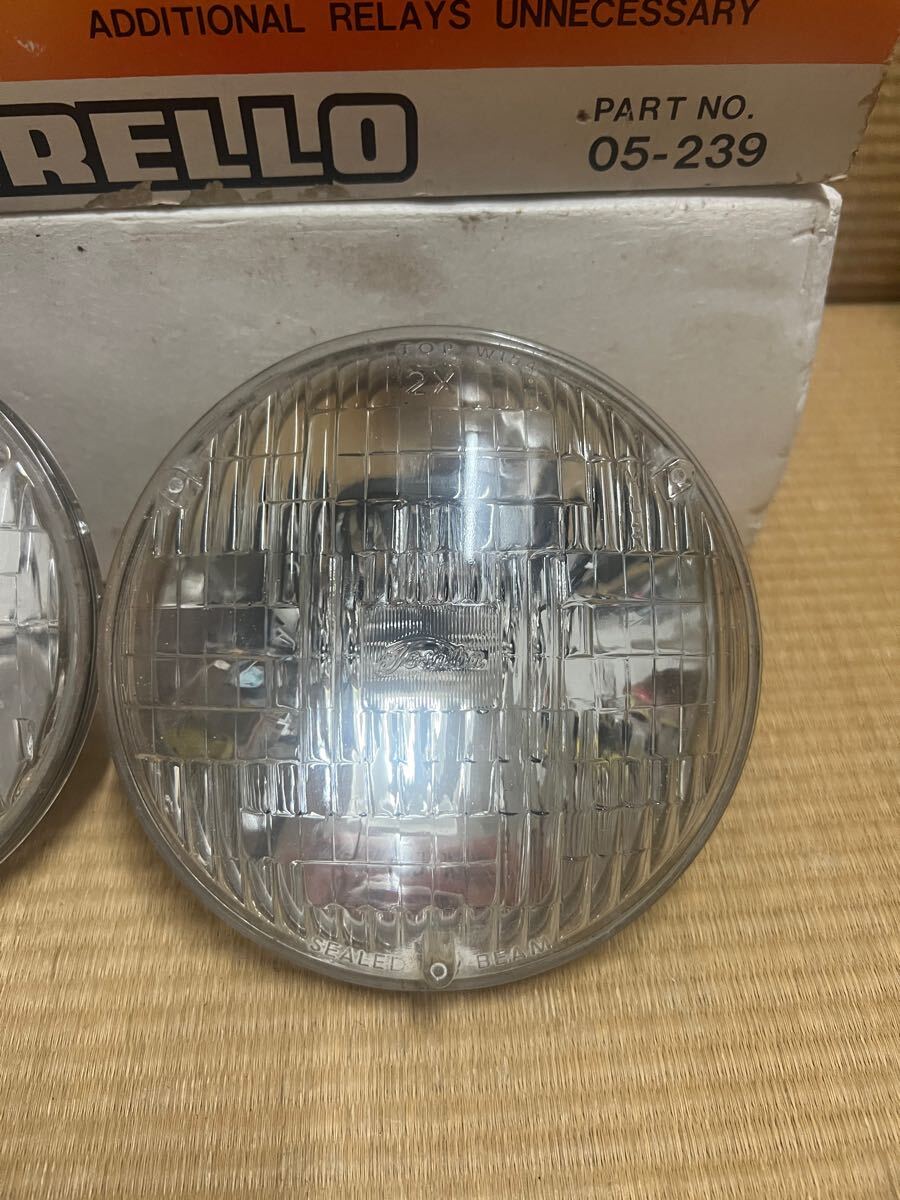 ADDITIONAL RELAYS UNNECESSARY
RELLO
PART NO.
05-239
TOP
2X
SEALED BEAM